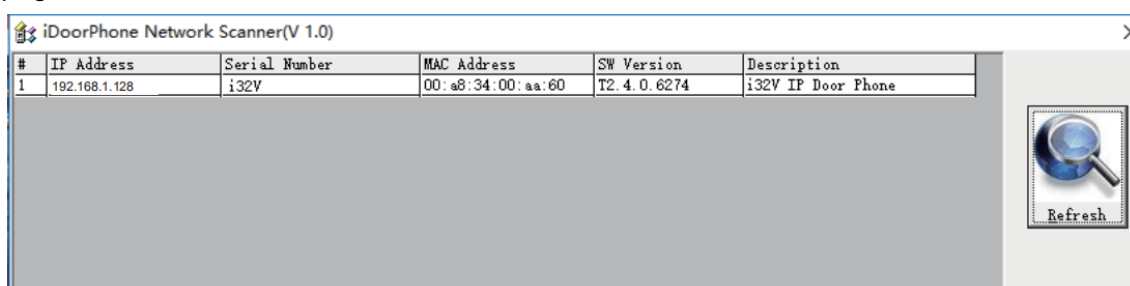 iDoorPhone Network Scanner(V 1.0)
# IP Address Serial Number MAC Address SW Version Description
1 192.168.1.128 i32V 00:a8:34:00:aa:60 T2.4.0.6274 i32V IP Door Phone
Refresh